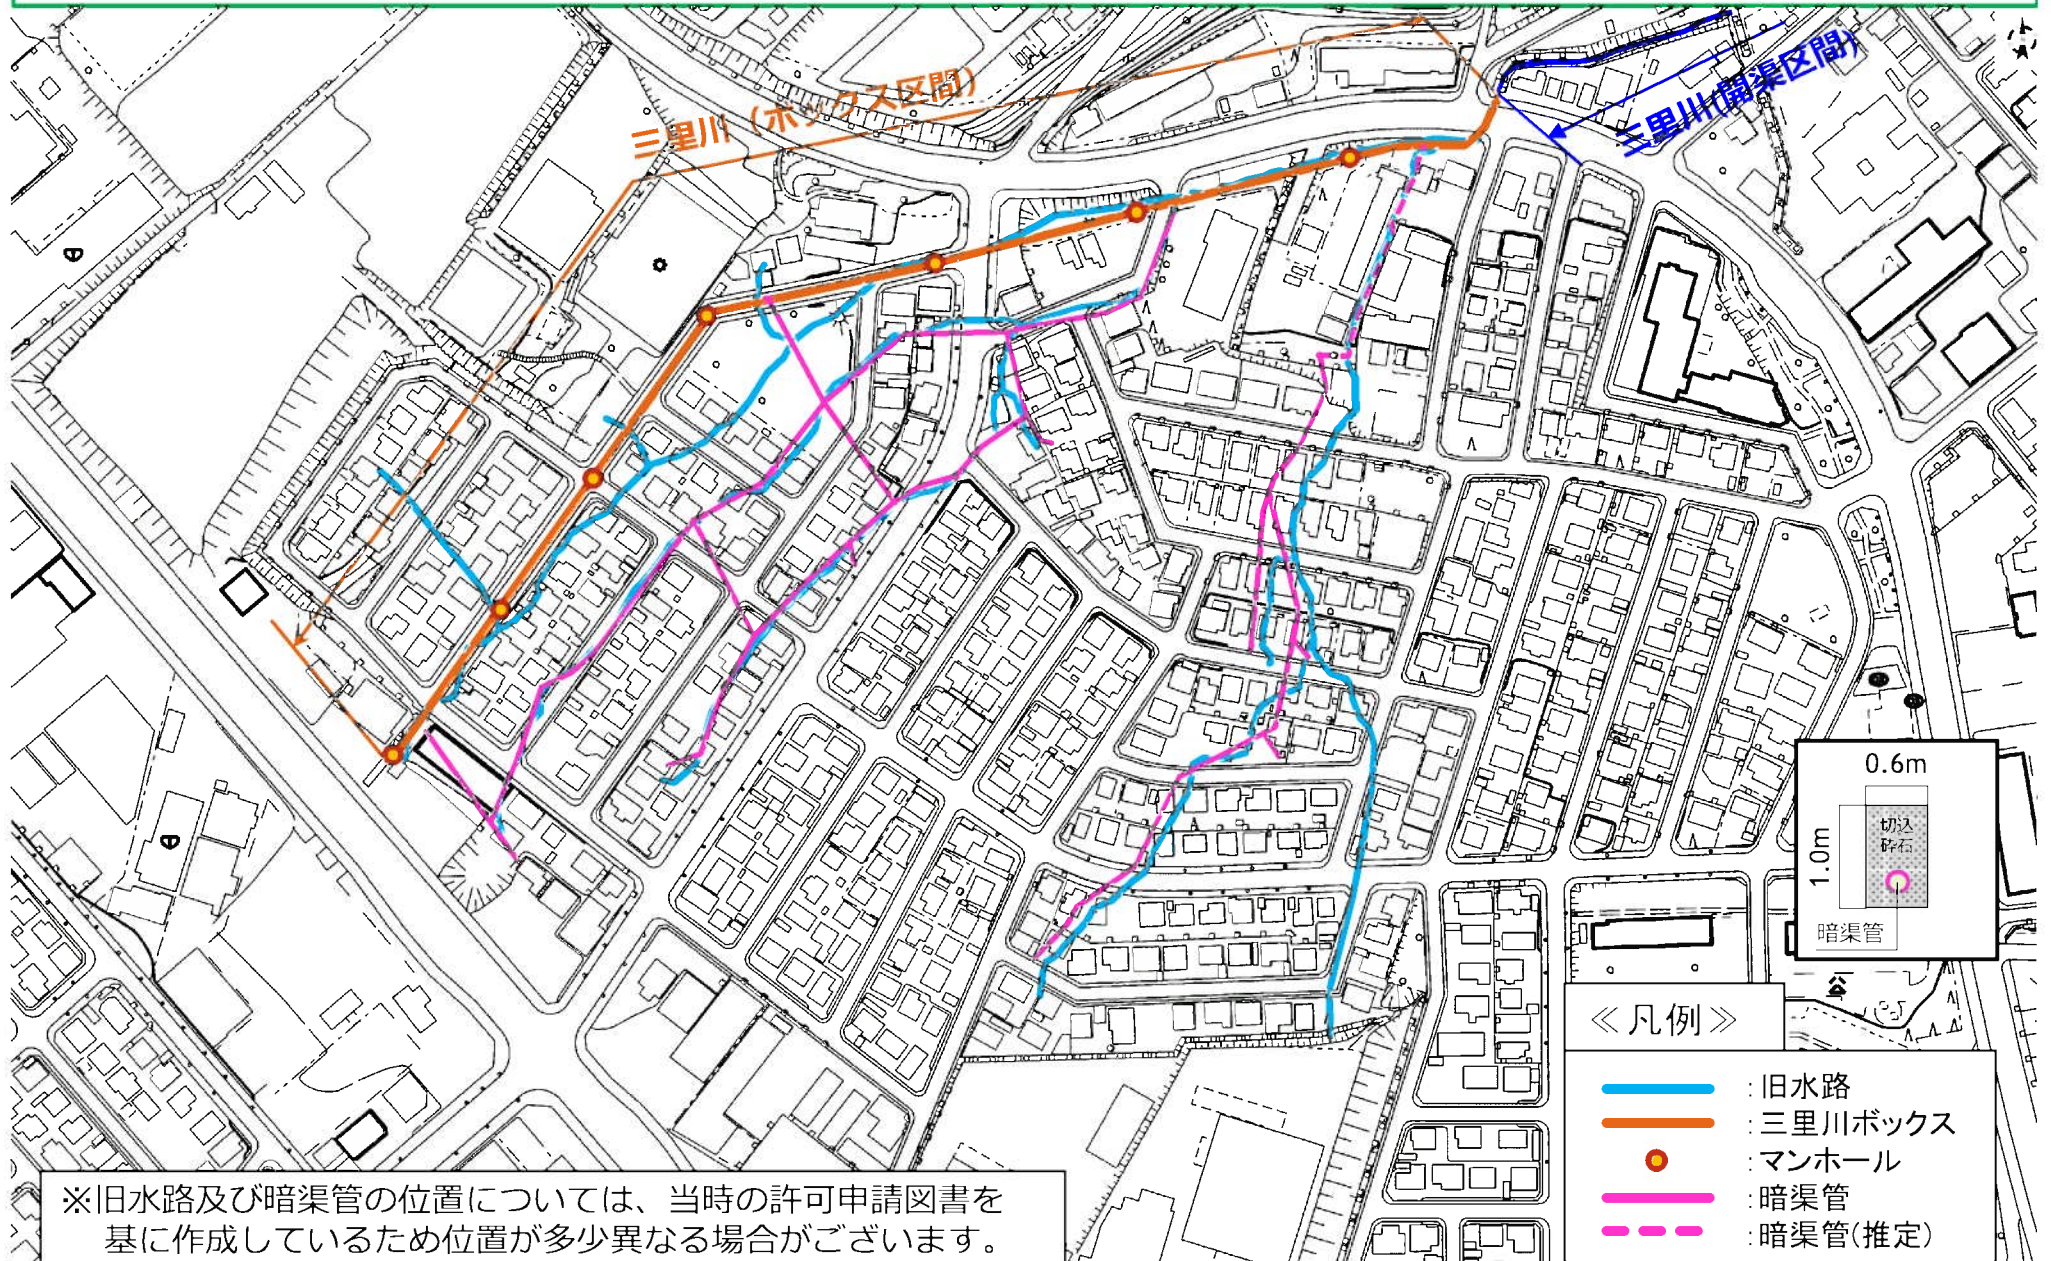 三里川（ボックス区間）
三里川(開渠区間)
0.6m
1.0m
切込
砕石
暗渠管
≪凡例≫
:旧水路
:三里川ボックス
:マンホール
:暗渠管
:暗渠管(推定)
※旧水路及び暗渠管の位置については、当時の許可申請図書を
基に作成しているため位置が多少異なる場合がございます。